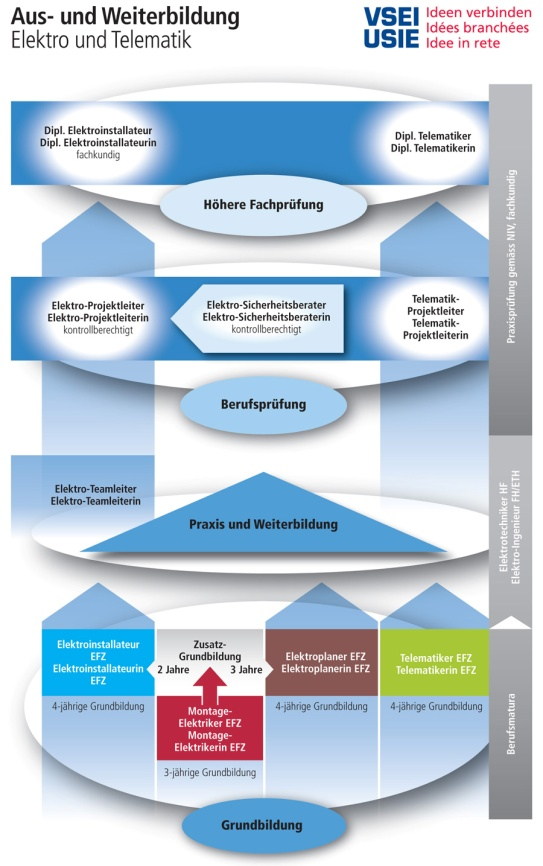 Aus- und Weiterbildung
Elektro und Telematik
VSEI
USIE
Ideen verbinden
Idées branchées
Idee in rete
Dipl. Elektroinstallateur
Dipl. Elektroinstallateurin
fachkundig
Dipl. Telematiker
Dipl. Telematikerin
Höhere Fachprüfung
Praxisprüfung gemäss NIV, fachkundig
Elektro-Projektleiter
Elektro-Projektleiterin
kontrollberechtigt
Elektro-Sicherheitsberater
Elektro-Sicherheitsberaterin
kontrollberechtigt
Telematik-
Projektleiter
Telematik-
Projektleiterin
Berufsprüfung
Elektro-Teamleiter
Elektro-Teamleiterin
Praxis und Weiterbildung
Elektrotechniker HF
Elektro-Ingenieur FH/ETH
Elektroinstallateur
EFZ
Elektroinstallateurin
EFZ
4-jährige Grundbildung
Zusatz-
Grundbildung
2 Jahre
3 Jahre
Montage-
Elektriker EFZ
Montage-
Elektrikerin EFZ
3-jährige Grundbildung
Elektroplaner EFZ
Elektroplanerin EFZ
4-jährige Grundbildung
Telematiker EFZ
Telematikerin EFZ
4-jährige Grundbildung
Berufsmatura
Grundbildung